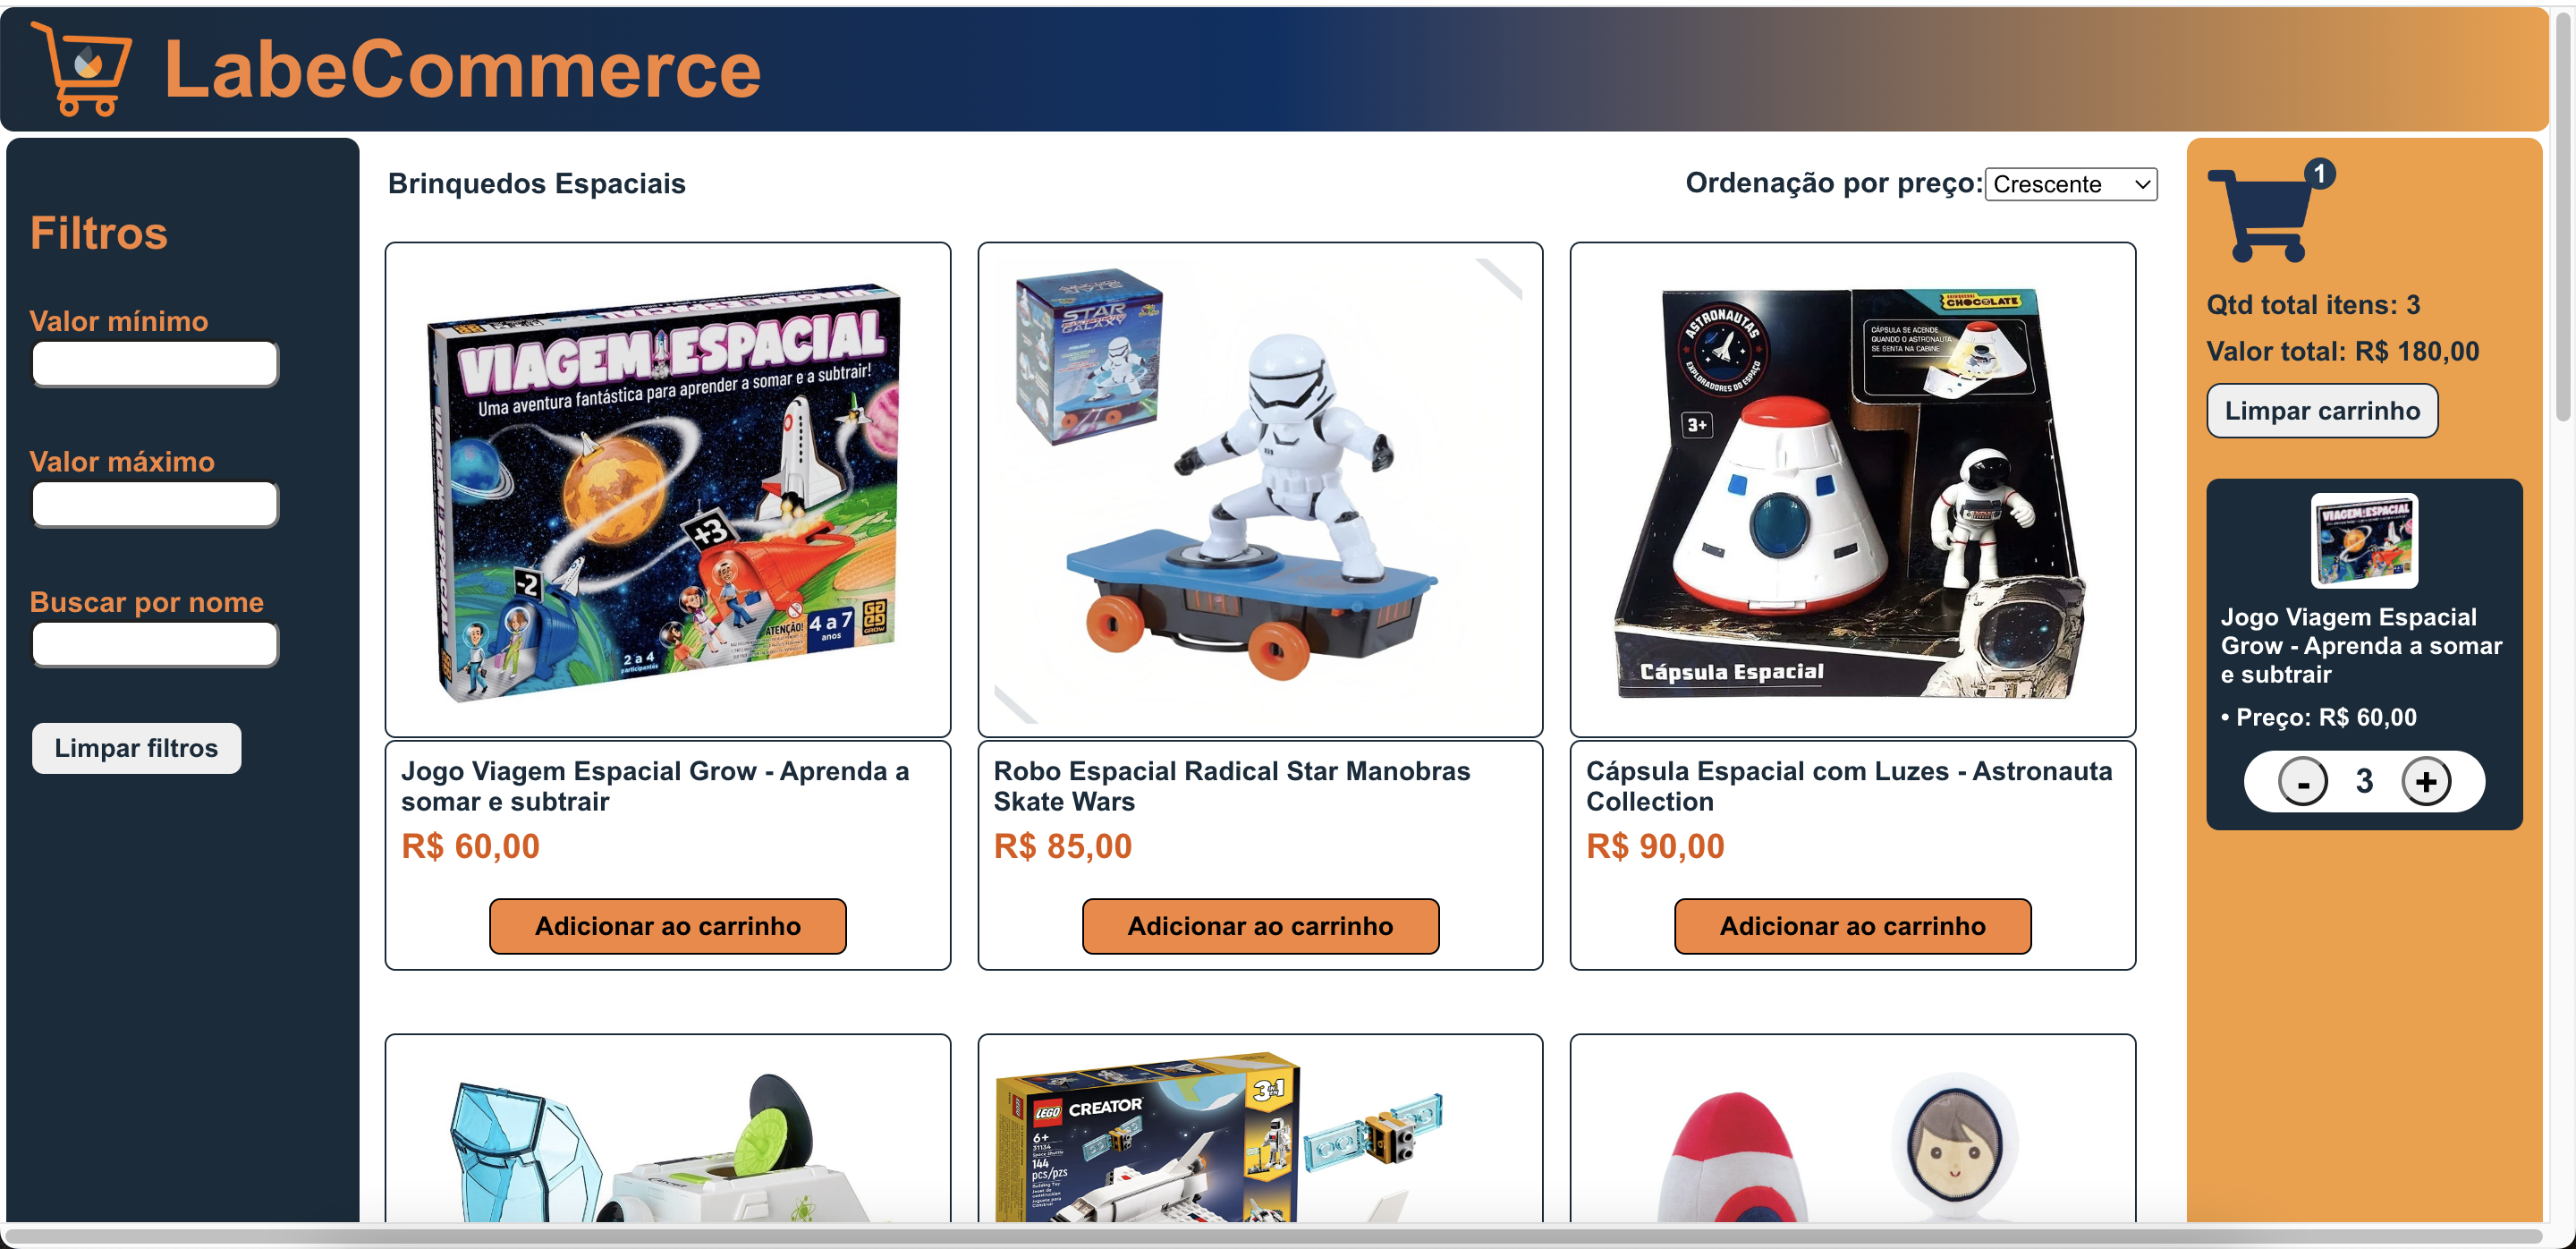 LabeCommerce
Filtros
Valor mínimo
Valor máximo
Buscar por nome
Limpar filtros
Brinquedos Espaciais
Ordenação por preço:
Crescente
VIAGEM ESPACIAL
Uma aventura fantástica para aprender a somar e a subtrair!
+3
-2
2 a 4
participantes
ATENÇÃO!
4 a 7
anos
GROW
Jogo Viagem Espacial Grow - Aprenda a
somar e subtrair
R$ 60,00
Adicionar ao carrinho
STAR
GALAXY
Robo Espacial Radical Star Manobras
Skate Wars
R$ 85,00
Adicionar ao carrinho
ASTRONAUTAS
EXPLORADORES DO ESPAÇO
CHOCOLATE
CÁPSULA SE ACENDE
QUANDO O ASTRONAUTA
SE SENTA NA CABINE
3+
Cápsula Espacial
Cápsula Espacial com Luzes - Astronauta
Collection
R$ 90,00
Adicionar ao carrinho
LEGO
CREATOR
3in1
6+
31134
Space Shuttle
144
pcs/pzs
1
Qtd total itens: 3
Valor total: R$ 180,00
Limpar carrinho
VIAGEM ESPACIAL
Jogo Viagem Espacial
Grow - Aprenda a somar
e subtrair
• Preço: R$ 60,00
- 3 +